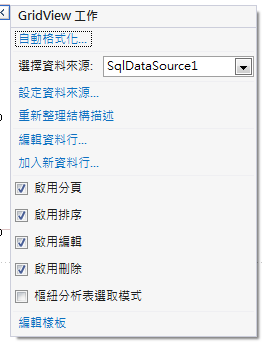 GridView 工作
自動格式化...
選擇資料來源: SqlDataSource1
設定資料來源...
重新整理結構描述
編輯資料行...
加入新資料行...
啟用分頁
啟用排序
啟用編輯
啟用刪除
樞紐分析表選取模式
編輯樣板